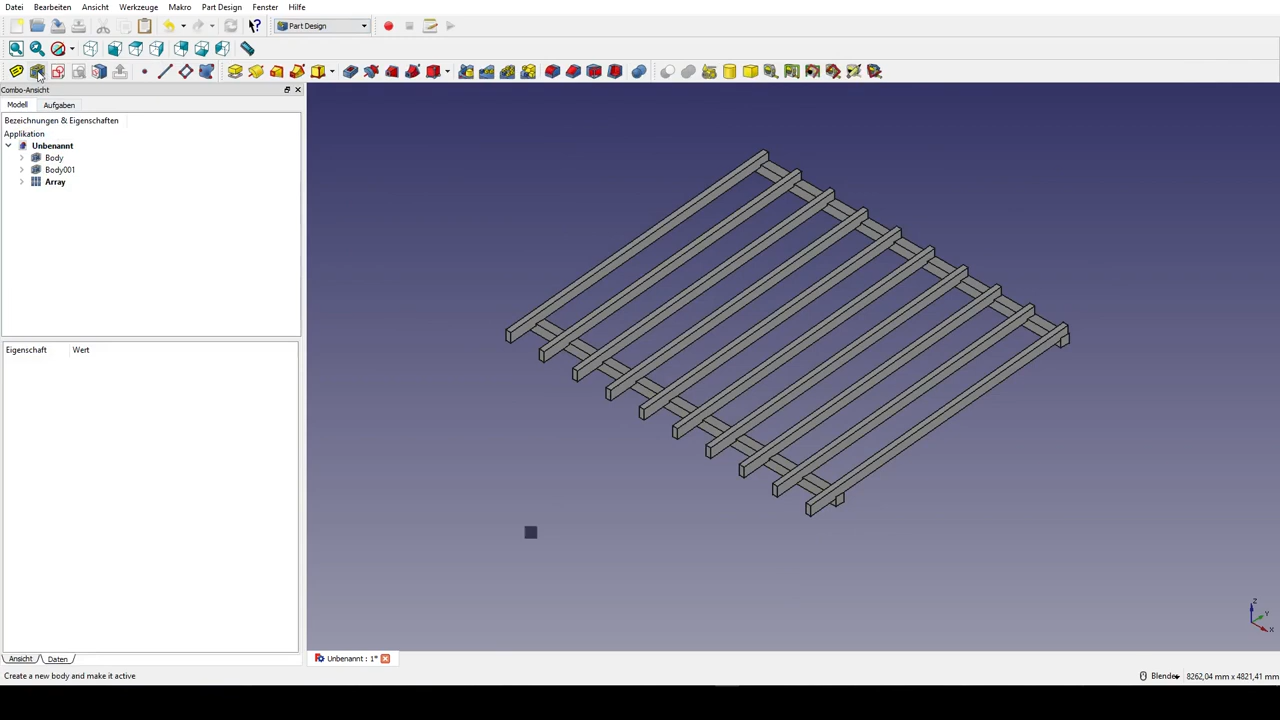 Datei Bearbeiten Ansicht Werkzeuge Makro Part Design Fenster Hilfe
Part Design
Combo-Ansicht
Modell Aufgaben
Bezeichnungen & Eigenschaften
Applikation
Unbenannt
Body
Body001
Array
Eigenschaft Wert
Z
Y
X
Ansicht Daten
Unbenannt : 1*
Create a new body and make it active
Blender
8262,04 mm x 4821,41 mm